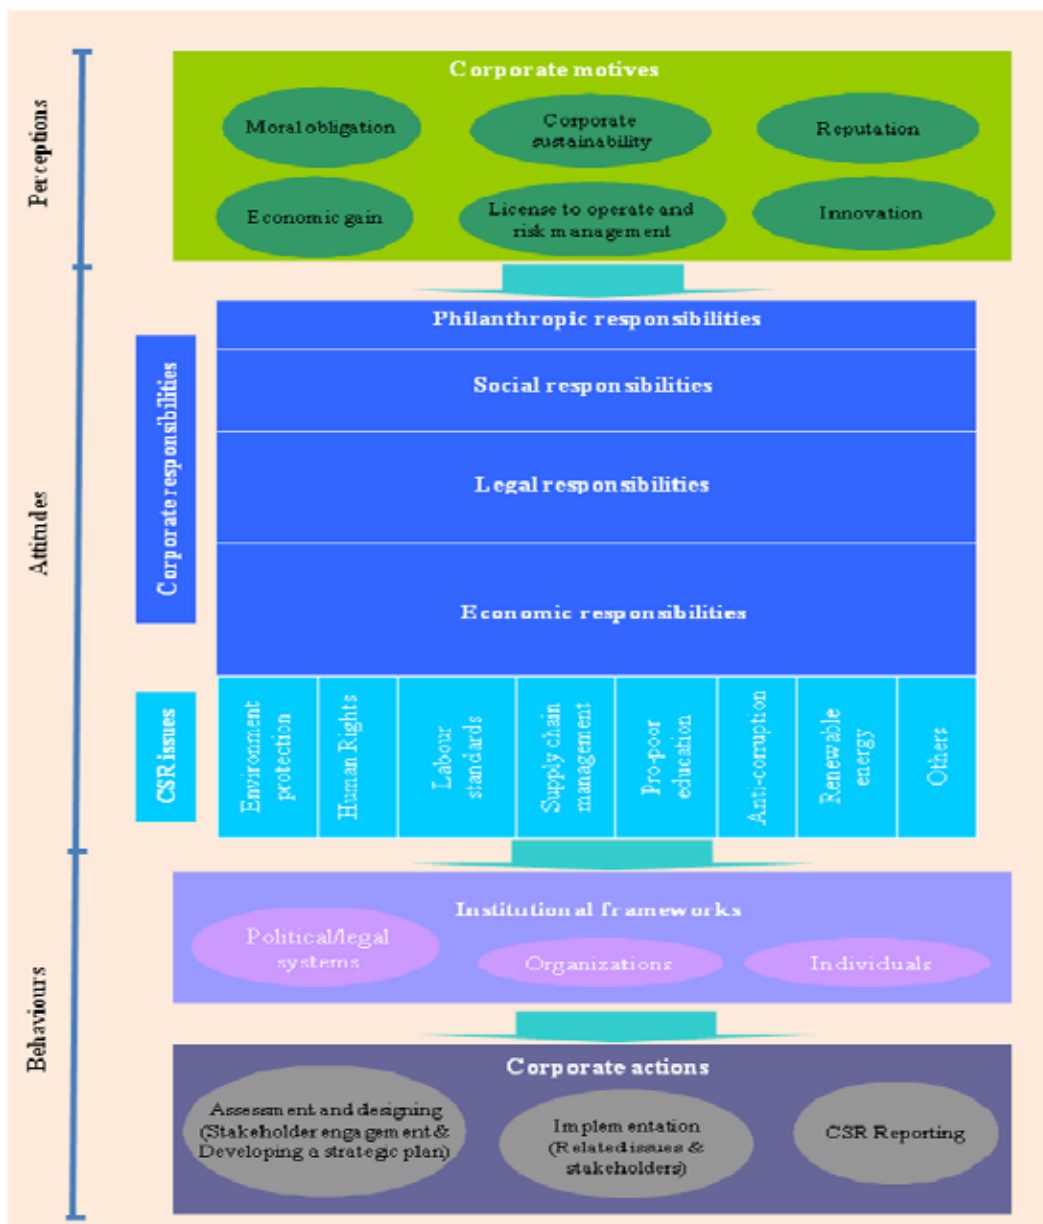 Perceptions
Corporate motives
Moral obligation
Corporate
sustainability
Reputation
Economic gain
License to operate and
risk management
Innovation
Attitudes
Corporate responsibilities
Philanthropic responsibilities
Social responsibilities
Legal responsibilities
Economic responsibilities
CSR issues
Environment
protection
Human Rights
Labour
standards
Supply chain
management
Pro-poor
education
Anti-corruption
Renewable
energy
Others
Behaviours
Institutional frameworks
Political/legal
systems
Organizations
Individuals
Corporate actions
Assessment and designing
(Stakeholder engagement &
Developing a strategic plan)
Implementation
(Related issues &
stakeholders)
CSR Reporting